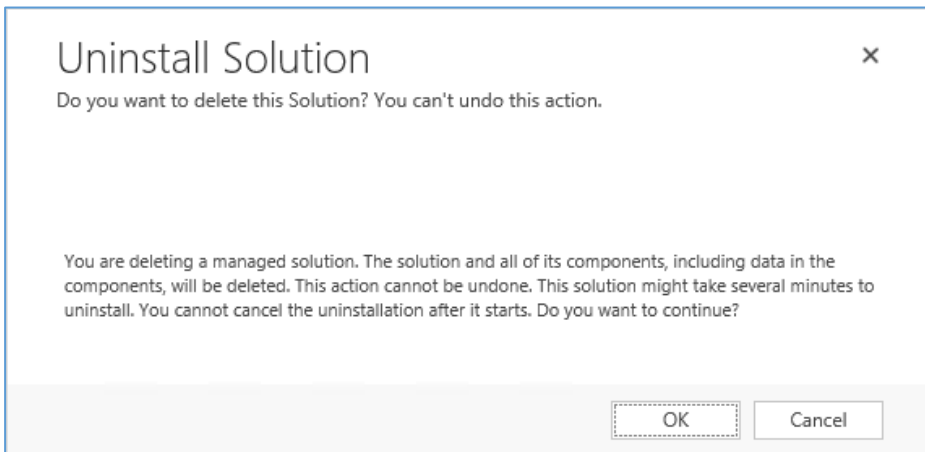 Uninstall Solution
Do you want to delete this Solution? You can't undo this action.
You are deleting a managed solution. The solution and all of its components, including data in the
components, will be deleted. This action cannot be undone. This solution might take several minutes to
uninstall. You cannot cancel the uninstallation after it starts. Do you want to continue?
OK
Cancel